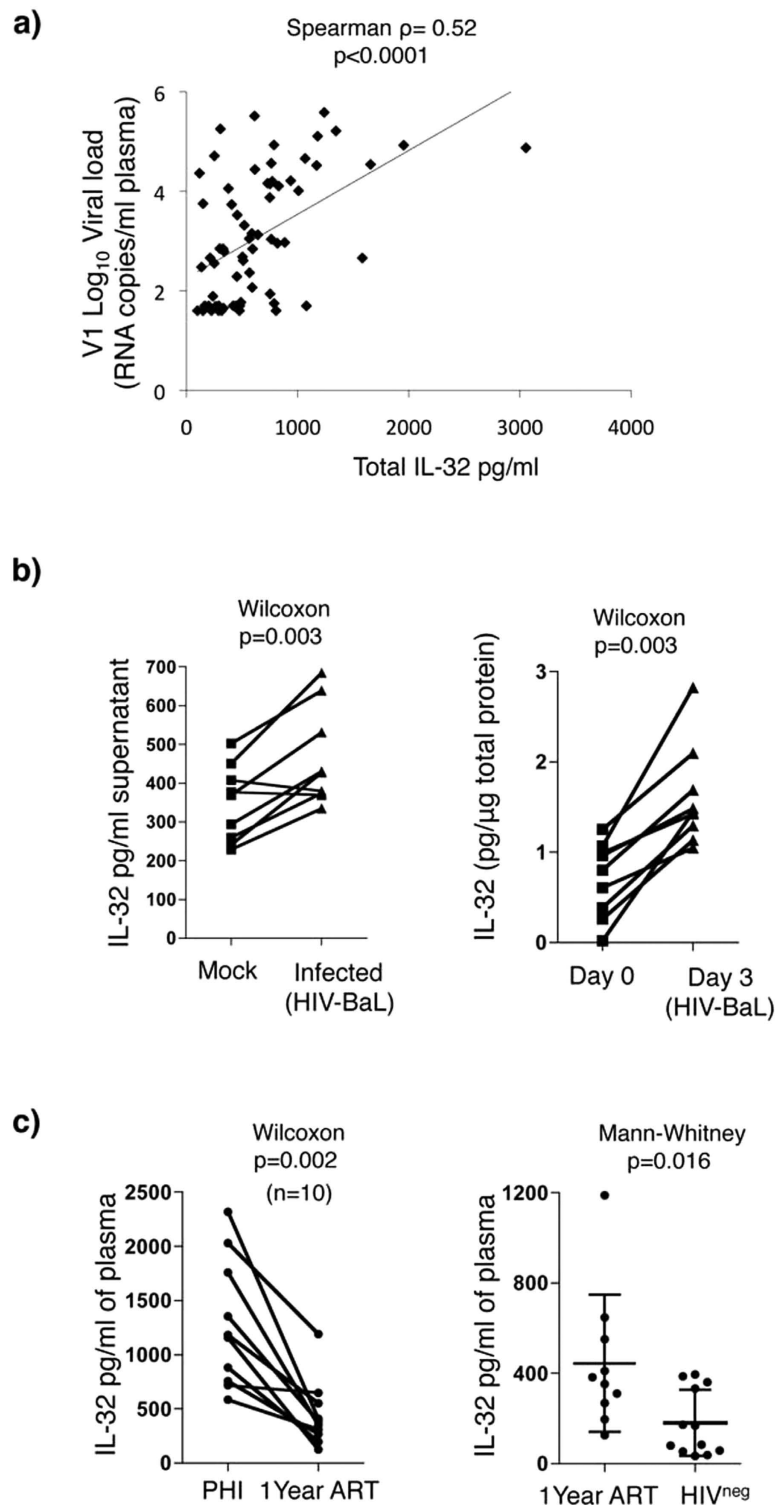 a)
Spearman ρ= 0.52
p<0.0001
V1 Log10 Viral load
(RNA copies/ml plasma)
6
4
2
0
0 1000 2000 3000 4000
Total IL-32 pg/ml
b)
Wilcoxon
p=0.003
IL-32 pg/ml supernatant
700
600
500
400
300
200
100
0
Mock Infected
(HIV-BaL)
Wilcoxon
p=0.003
IL-32 (pg/µg total protein)
3
2
1
0
Day 0 Day 3
(HIV-BaL)
c)
Wilcoxon
p=0.002
(n=10)
IL-32 pg/ml of plasma
2500
2000
1500
1000
500
0
PHI 1Year ART
Mann-Whitney
p=0.016
IL-32 pg/ml of plasma
1200
800
400
0
1Year ART HIVneg